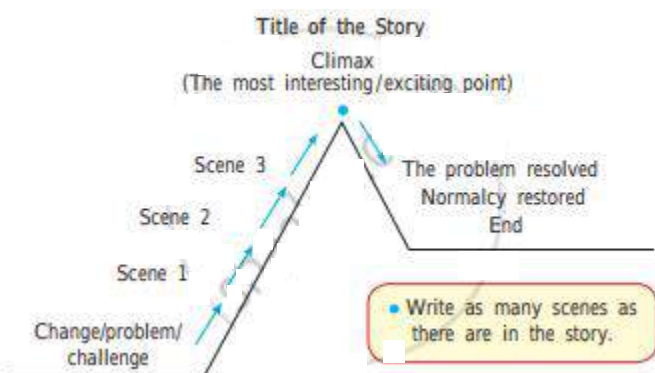 Title of the Story
Climax
(The most interesting/exciting point)
Scene 3
The problem resolved
Normalcy restored
End
Scene 2
Scene 1
Change/problem/
challenge
• Write as many scenes as
there are in the story.